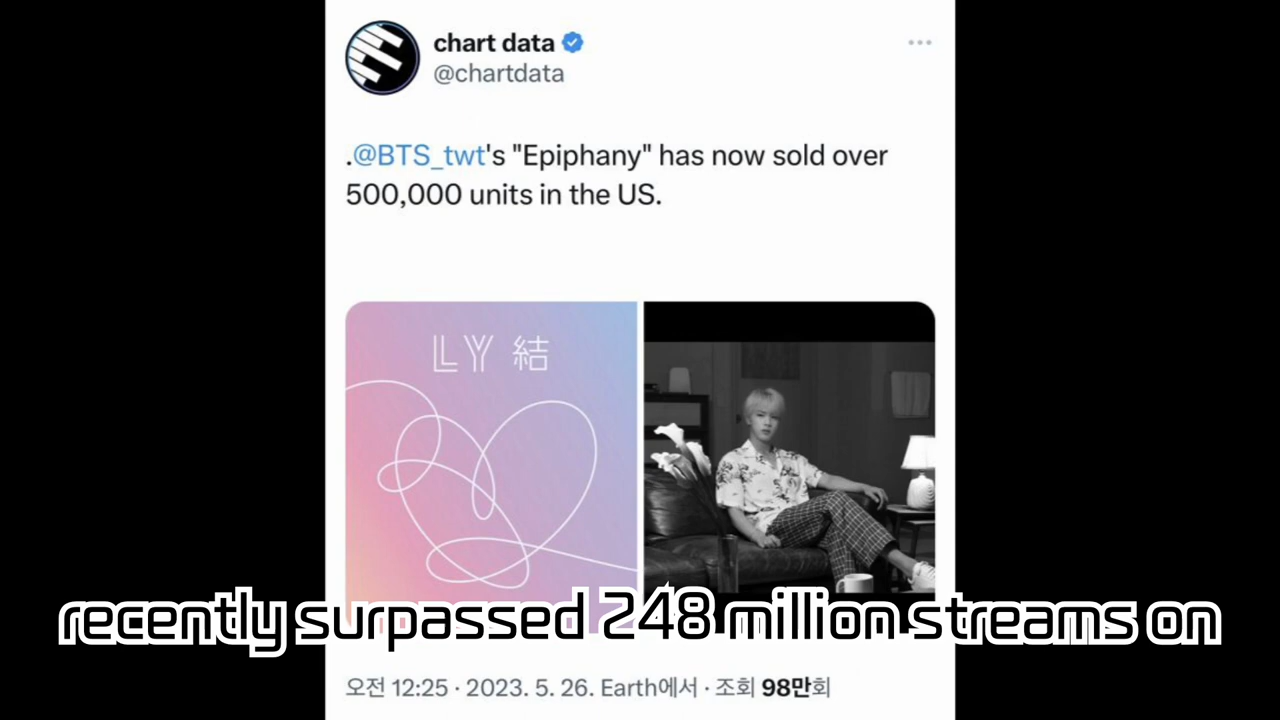 chart data
@chartdata
.@BTS_twt's "Epiphany" has now sold over
500,000 units in the US.
LY 結
recently surpassed 248 million streams on
오전 12:25 · 2023. 5. 26. Earth에서 · 조회 98만회